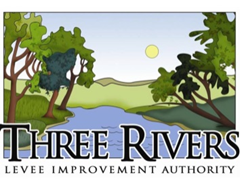 THREE RIVERS
LEVEE IMPROVEMENT AUTHORITY